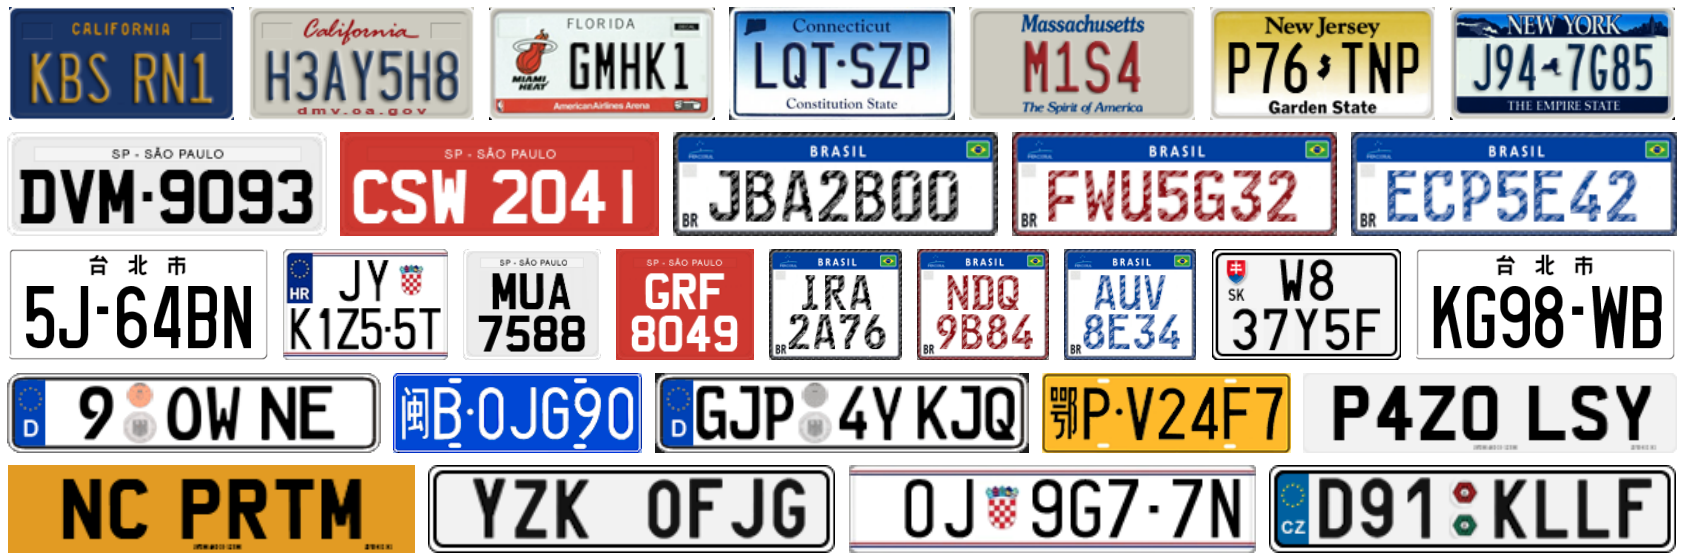 CALIFORNIA
KBS RN1
California
H3AY5H8
dmv.oa.gov
FLORIDA
MIAMI
HEAT
GMHK1
AmericanAirlines Arena
Connecticut
LQT·SZP
Constitution State
Massachusetts
M1S4
The Spirit of America
New Jersey
P76 TNP
Garden State
NEW YORK
J94 7G85
THE EMPIRE STATE
SP - SÃO PAULO
DVM·9093
SP - SÃO PAULO
CSW 2041
BRASIL
BR
JBA2B00
BRASIL
BR
FWU5G32
BRASIL
BR
ECP5E42
台北市
5J-64BN
HR
JY
K1Z5·5T
SP - SÃO PAULO
MUA
7588
SP - SÃO PAULO
GRF
8049
BRASIL
IRA
BR
2A76
BRASIL
NDQ
BR
9B84
BRASIL
AUV
BR
8E34
SK
W8
37Y5F
台北市
KG98-WB
D
9 0W NE
闽B·0JG90
D
GJP 4Y KJQ
鄂P·V24F7
P4Z0 LSY
NC PRTM
YZK 0FJG
0J 9G7·7N
CZ
D91 KLLF